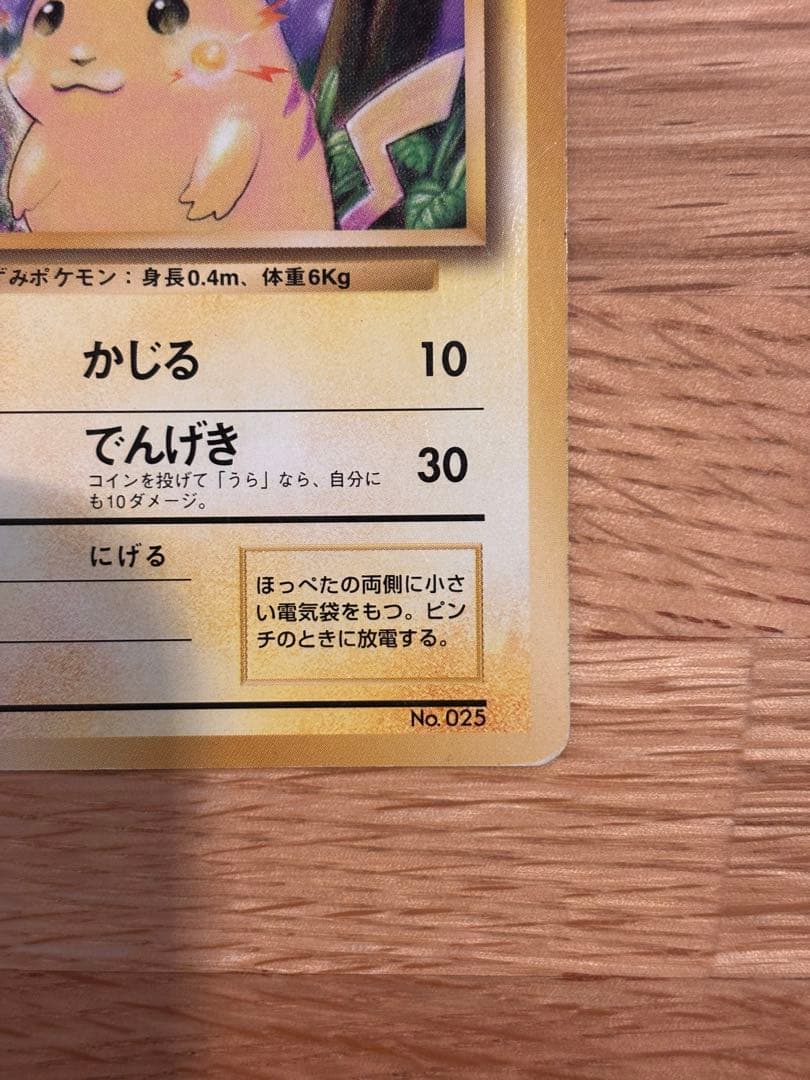 ずみポケモン：身長0.4m、体重6Kg
かじる 10
でんげき 30
コインを投げて「うら」なら、自分に
も10ダメージ。
にげる
ほっぺたの両側に小さ
い電気袋をもつ。ピン
チのときに放電する。
No. 025